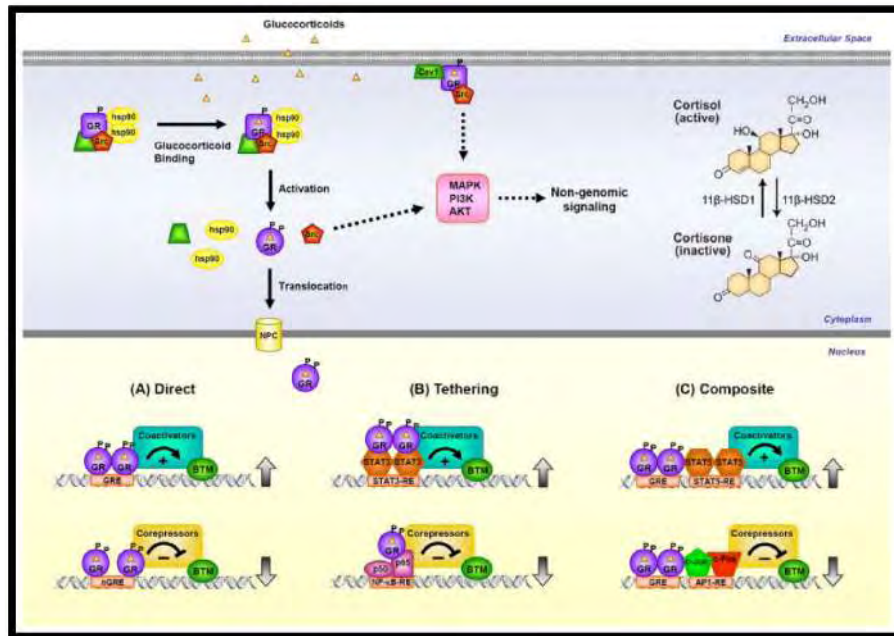 Glucocorticoids
Extracellular Space
P
Cav1
GR
Src
P
GR
hsp90
hsp90
Src
Glucocorticoid
Binding
P
GR
hsp90
hsp90
Src
Activation
hsp90
hsp90
P
P
GR
Src
MAPK
PI3K
AKT
Non-genomic
signaling
Translocation
NPC
Cortisol
(active)
CH₂OH
C=O
HO
OH
O
11β-HSD1
11β-HSD2
Cortisone
(inactive)
CH₂OH
C=O
O
OH
O
Cytoplasm
Nucleus
P
P
GR
(A) Direct
P
P
GR
GR
Coactivators
+
BTM
GRE
P
P
GR
GR
Corepressors
−
BTM
nGRE
(B) Tethering
P
P
GR
GR
Coactivators
+
STAT3
STAT3
BTM
STAT3-RE
P
P
GR
Corepressors
−
p50
p65
BTM
NF-κB-RE
(C) Composite
P
P
GR
GR
STAT5
STAT5
Coactivators
+
BTM
GRE
STAT5-RE
P
P
GR
GR
c-Jun
c-Fos
Corepressors
−
BTM
GRE
AP1-RE